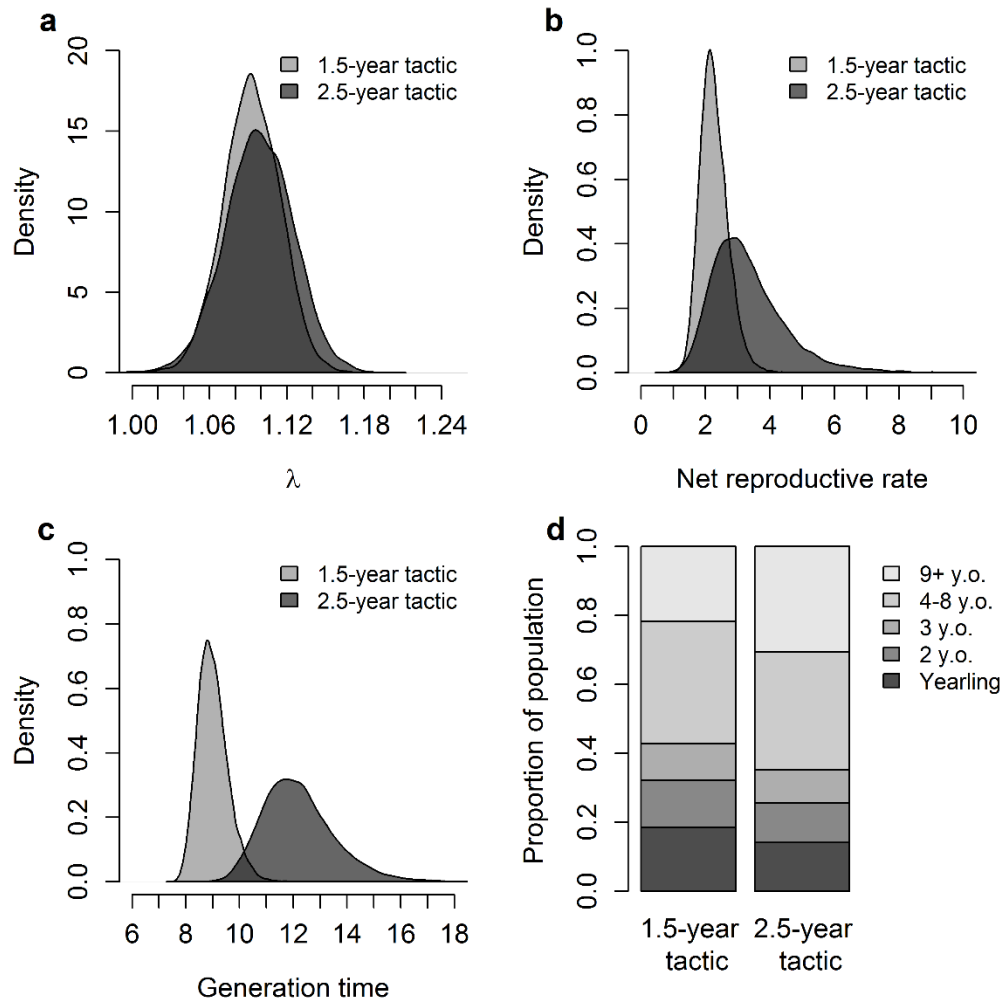 a
20
15
10
5
0
Density
1.5-year tactic
2.5-year tactic
1.00 1.06 1.12 1.18 1.24
λ
b
1.0
0.8
0.6
0.4
0.2
0.0
Density
1.5-year tactic
2.5-year tactic
0 2 4 6 8 10
Net reproductive rate
c
1.0
0.8
0.6
0.4
0.2
0.0
Density
1.5-year tactic
2.5-year tactic
6 8 10 12 14 16 18
Generation time
d
1.0
0.8
0.6
0.4
0.2
0.0
Proportion of population
9+ y.o.
4-8 y.o.
3 y.o.
2 y.o.
Yearling
1.5-year
tactic
2.5-year
tactic